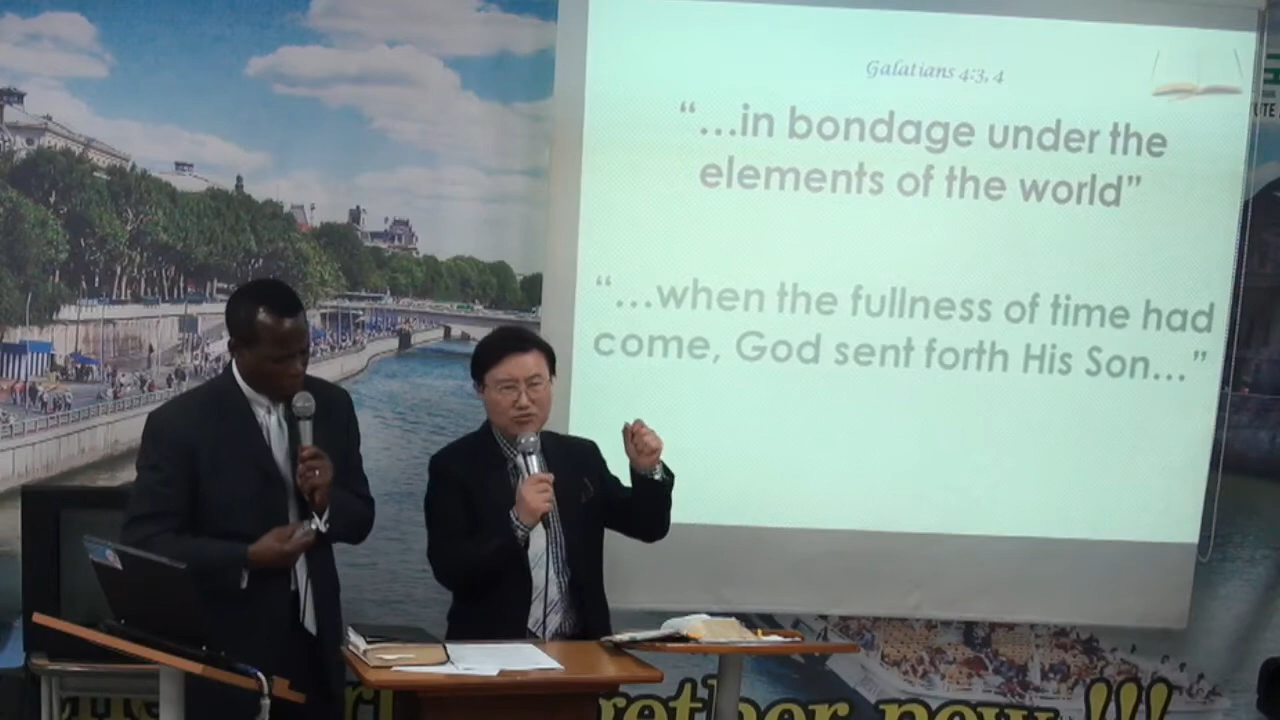 Galatians 4:3, 4
“…in bondage under the
elements of the world”
“…when the fullness of time had
come, God sent forth His Son…”
now !!!